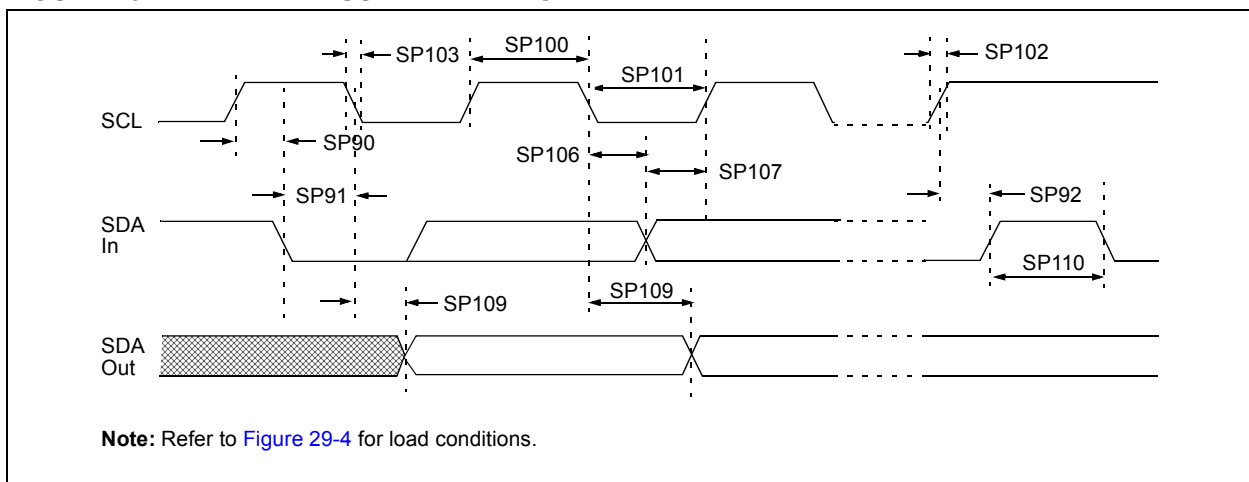 SP103
SP100
SP101
SP102
SCL
SP90
SP106
SP107
SP91
SP92
SDA
In
SP110
SP109
SP109
SDA
Out
Note: Refer to Figure 29-4 for load conditions.